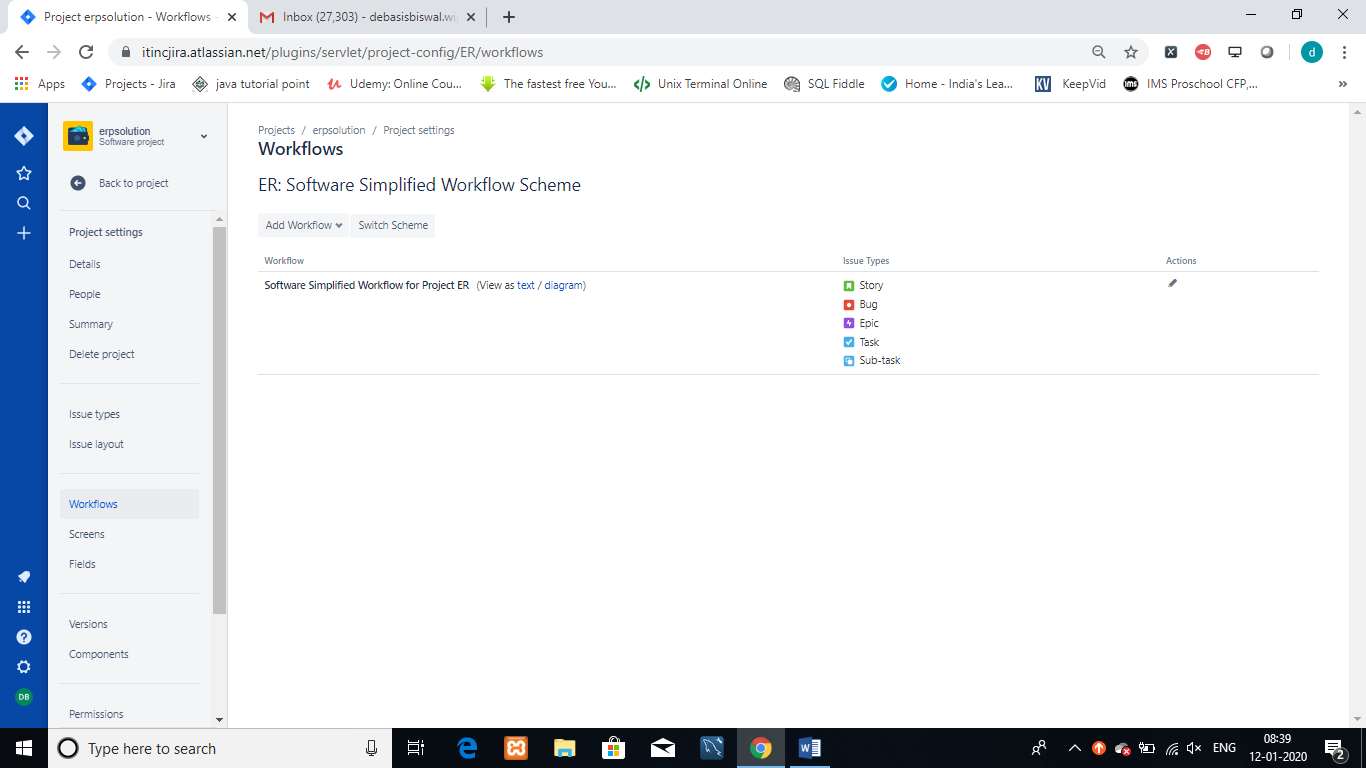 Project erpsolution - Workflows -
Inbox (27,303) - debasisbiswal.wi
itincjira.atlassian.net/plugins/servlet/project-config/ER/workflows
d
Apps Projects - Jira java tutorial point Udemy: Online Cou... The fastest free You... Unix Terminal Online SQL Fiddle Home - India's Lea... KV KeepVid ims IMS Proschool CFP,... »
erpsolution
Software project
Back to project
Project settings
Details
People
Summary
Delete project
Issue types
Issue layout
Workflows
Screens
Fields
Versions
Components
Permissions
DB
Projects / erpsolution / Project settings
Workflows
ER: Software Simplified Workflow Scheme
Add Workflow Switch Scheme
Workflow Issue Types Actions
Software Simplified Workflow for Project ER (View as text / diagram) Story
Bug
Epic
Task
Sub-task
Type here to search
ENG
08:39
12-01-2020
2